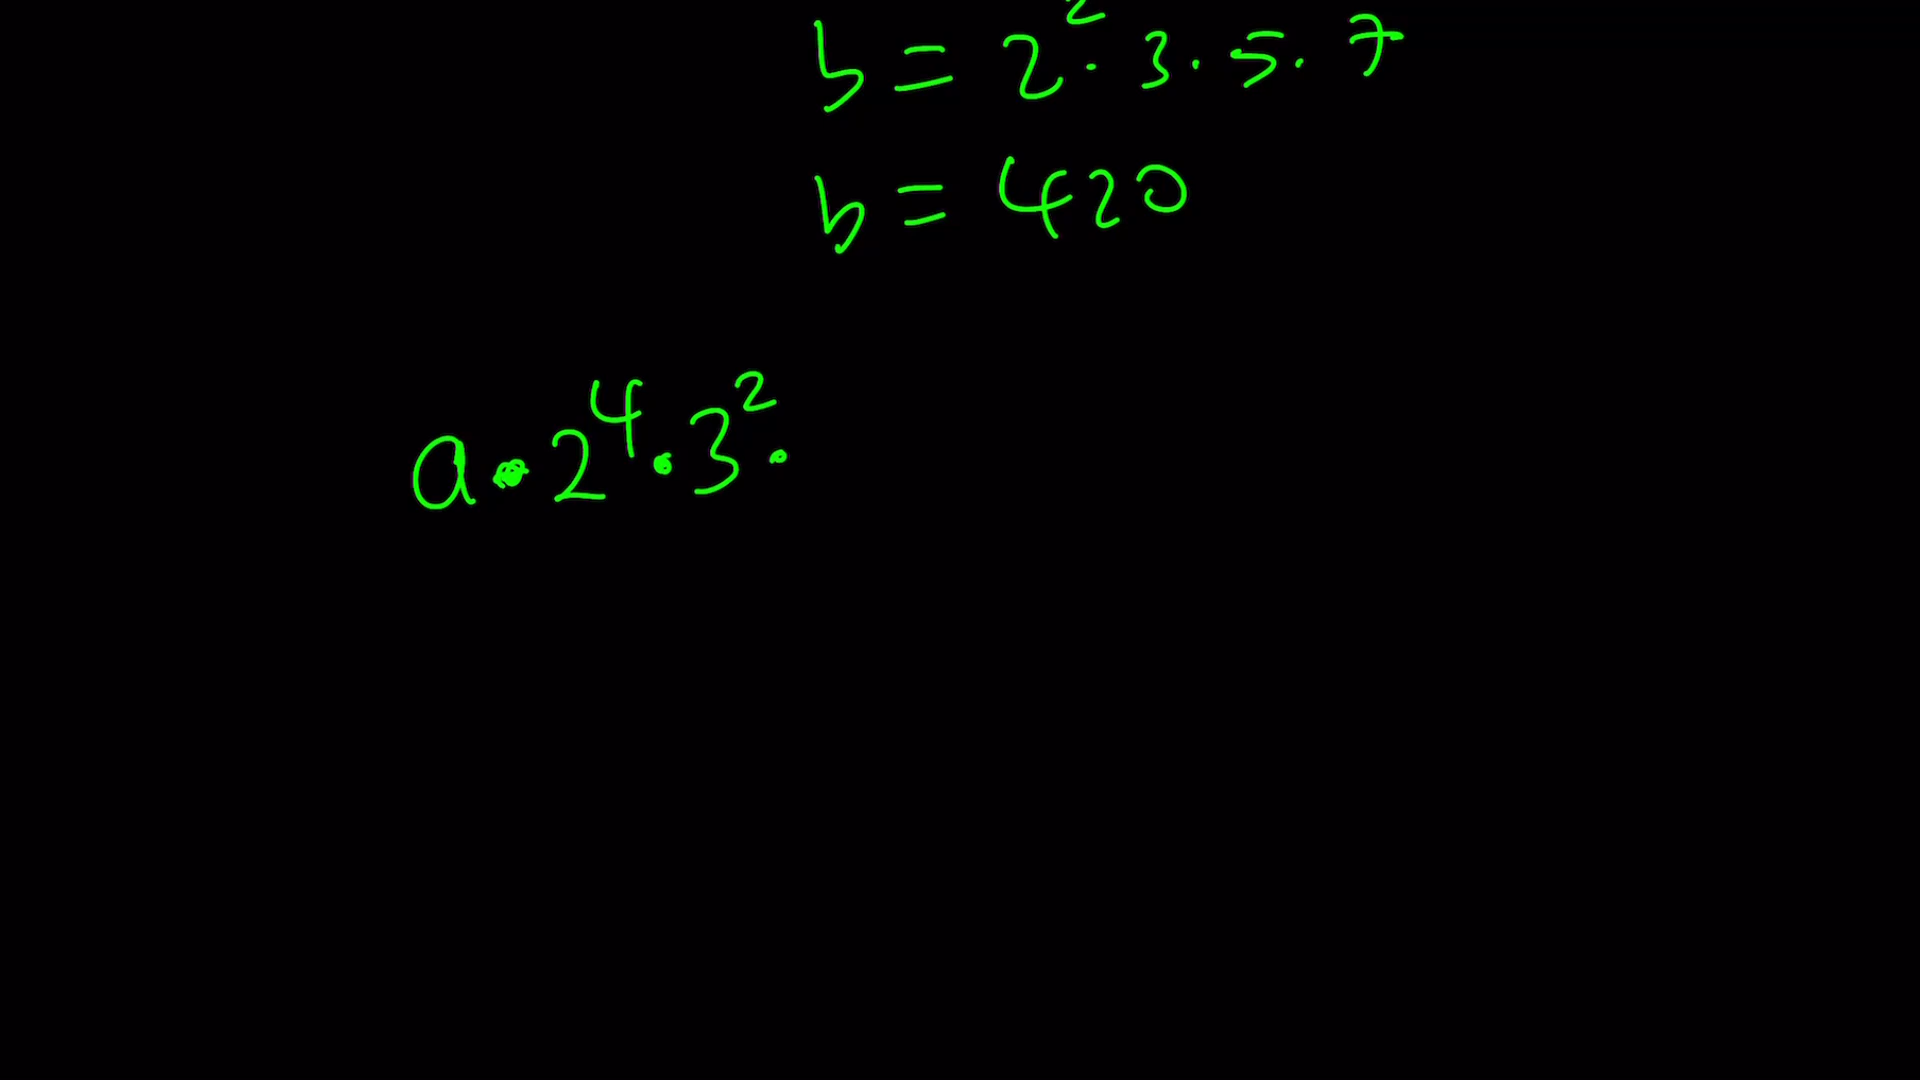 b = 2² · 3 · 5 · 7
b = 420
a · 2⁴ · 3² ·